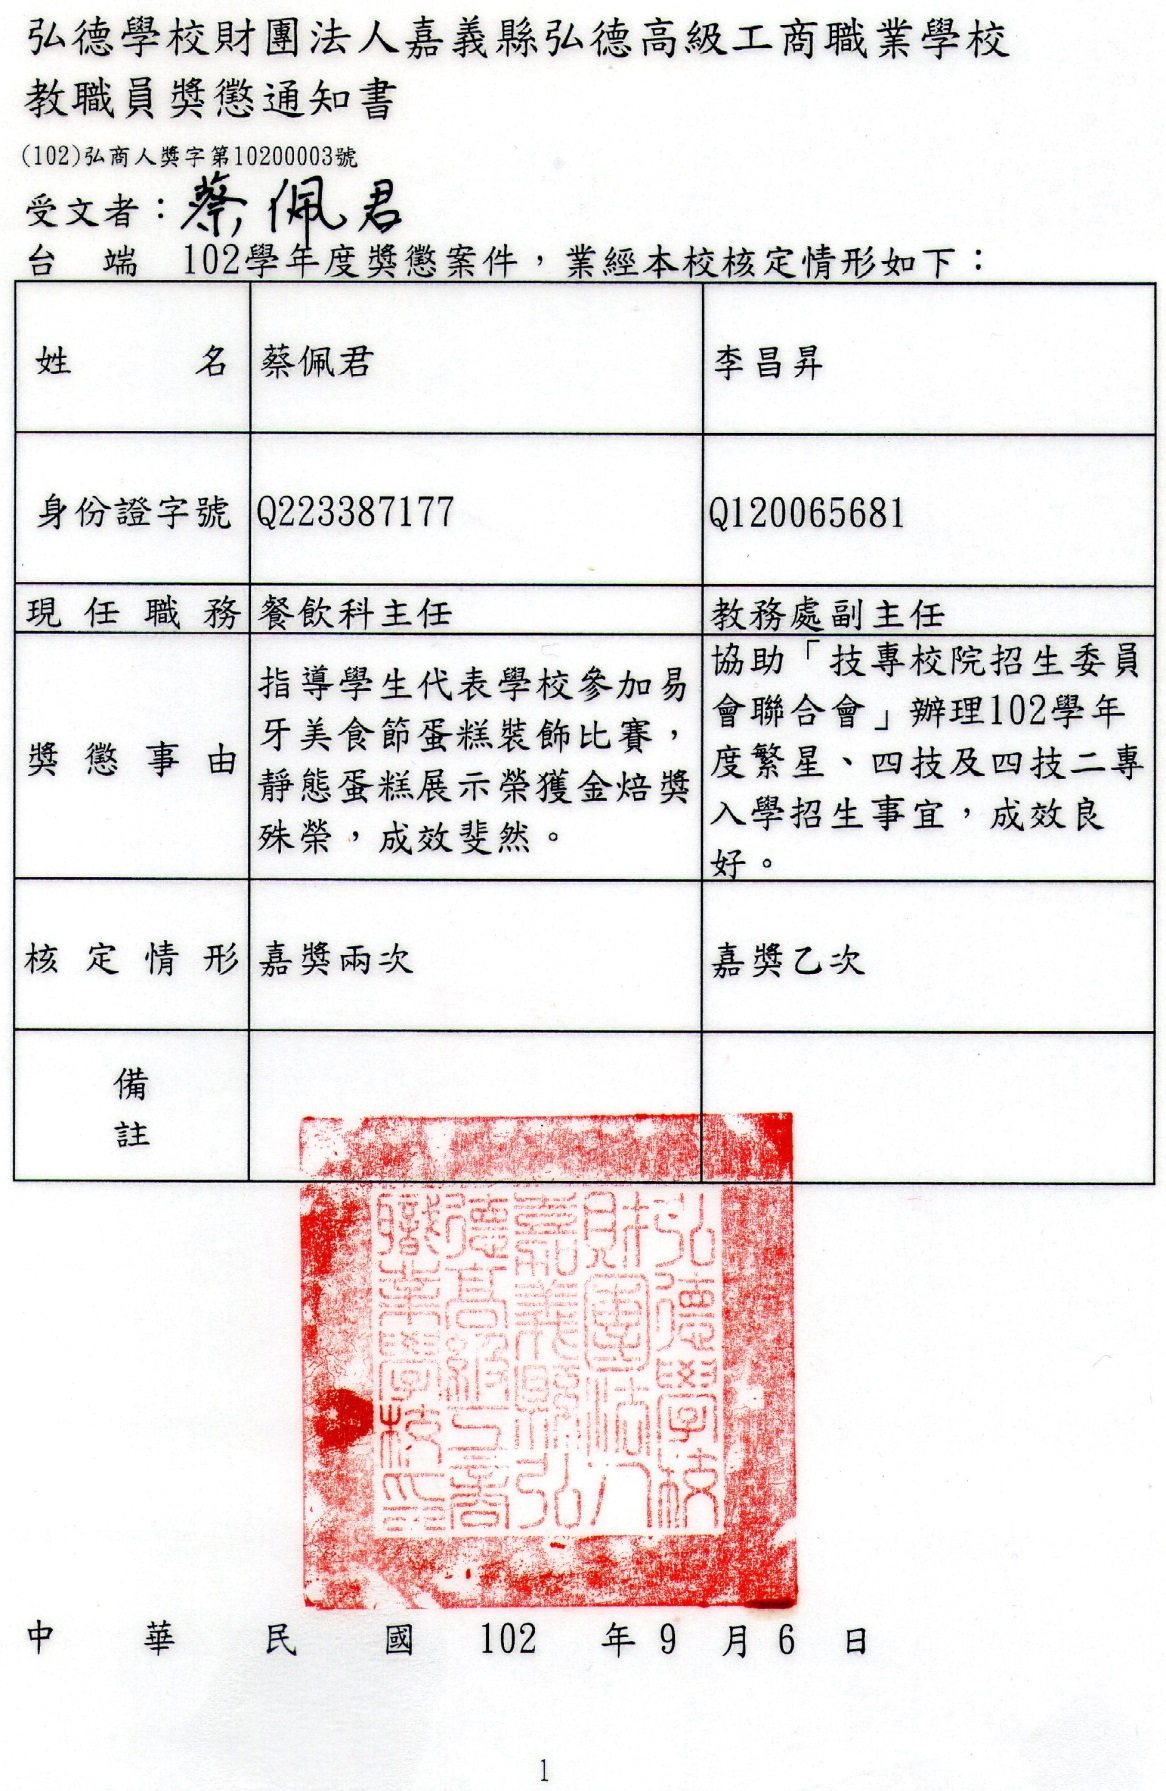 弘德學校財團法人嘉義縣弘德高級工商職業學校
教職員獎懲通知書
(102)弘商人獎字第10200003號
受文者：蔡佩君
台端 102學年度獎懲案件，業經本校核定情形如下：
姓名 蔡佩君 李昌昇
身份證字號 Q223387177 Q120065681
現任職務 餐飲科主任 教務處副主任
獎懲事由
指導學生代表學校參加易
牙美食節蛋糕裝飾比賽，
靜態蛋糕展示榮獲金焙獎
殊榮，成效斐然。
協助「技專校院招生委員
會聯合會」辦理102學年
度繁星、四技及四技二專
入學招生事宜，成效良
好。
核定情形 嘉獎兩次 嘉獎乙次
備
註
弘德學校
財團法人
嘉義縣弘
德高級工商
職業學校印
中華民國 102 年 9 月 6 日
1